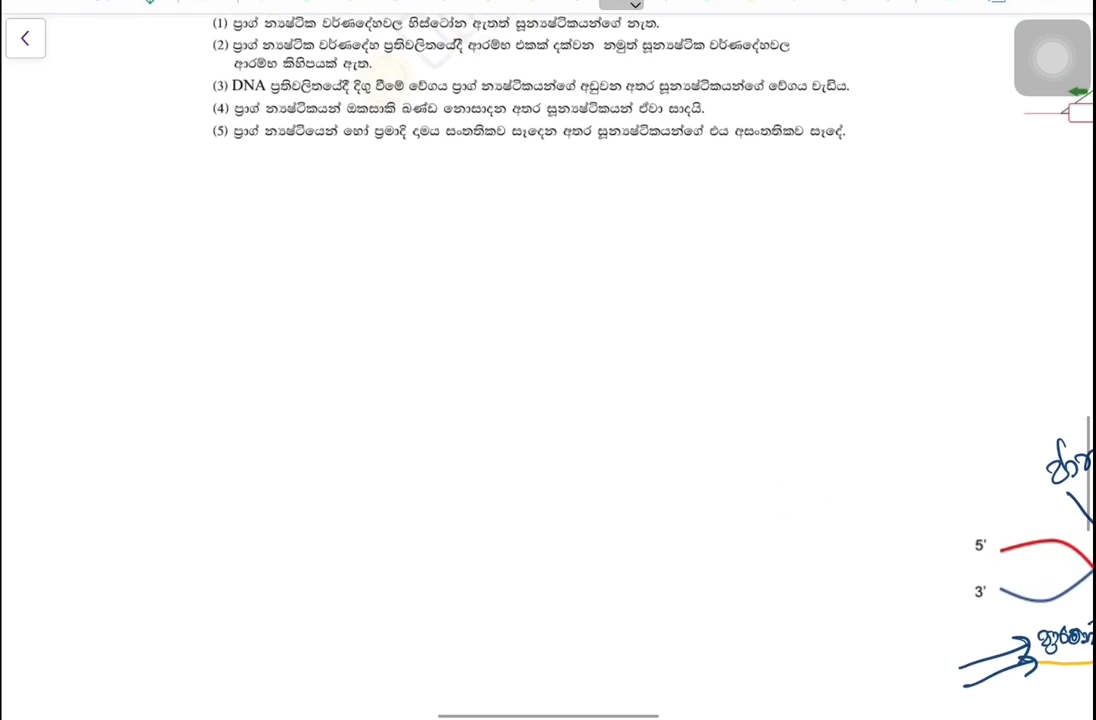 (1) ප්‍රාග් න්‍යෂ්ටික වර්ණදේහවල හිස්ටෝන ඇතත් සූන්‍යෂ්ටිකයන්ගේ නැත.
(2) ප්‍රාග් න්‍යෂ්ටික වර්ණදේහ ප්‍රතිවලිතයේදී ආරම්භ එකක් දක්වන නමුත් සූන්‍යෂ්ටික වර්ණදේහවල
ආරම්භ කිහිපයක් ඇත.
(3) DNA ප්‍රතිවලිතයේදී දිගු වීමේ වේගය ප්‍රාග් න්‍යෂ්ටිකයන්ගේ අඩුවන අතර සූන්‍යෂ්ටිකයන්ගේ වේගය වැඩිය.
(4) ප්‍රාග් න්‍යෂ්ටිකයන් ඔකසාකි ඛණ්ඩ නොසාදන අතර සූන්‍යෂ්ටිකයන් ඒවා සාදයි.
(5) ප්‍රාග් න්‍යෂ්ටියෙන් හෝ ප්‍රමාදි දාමය සංතතිකව සෑදෙන අතර සූන්‍යෂ්ටිකයන්ගේ එය අසංතතිකව සෑදේ.
5'
3'